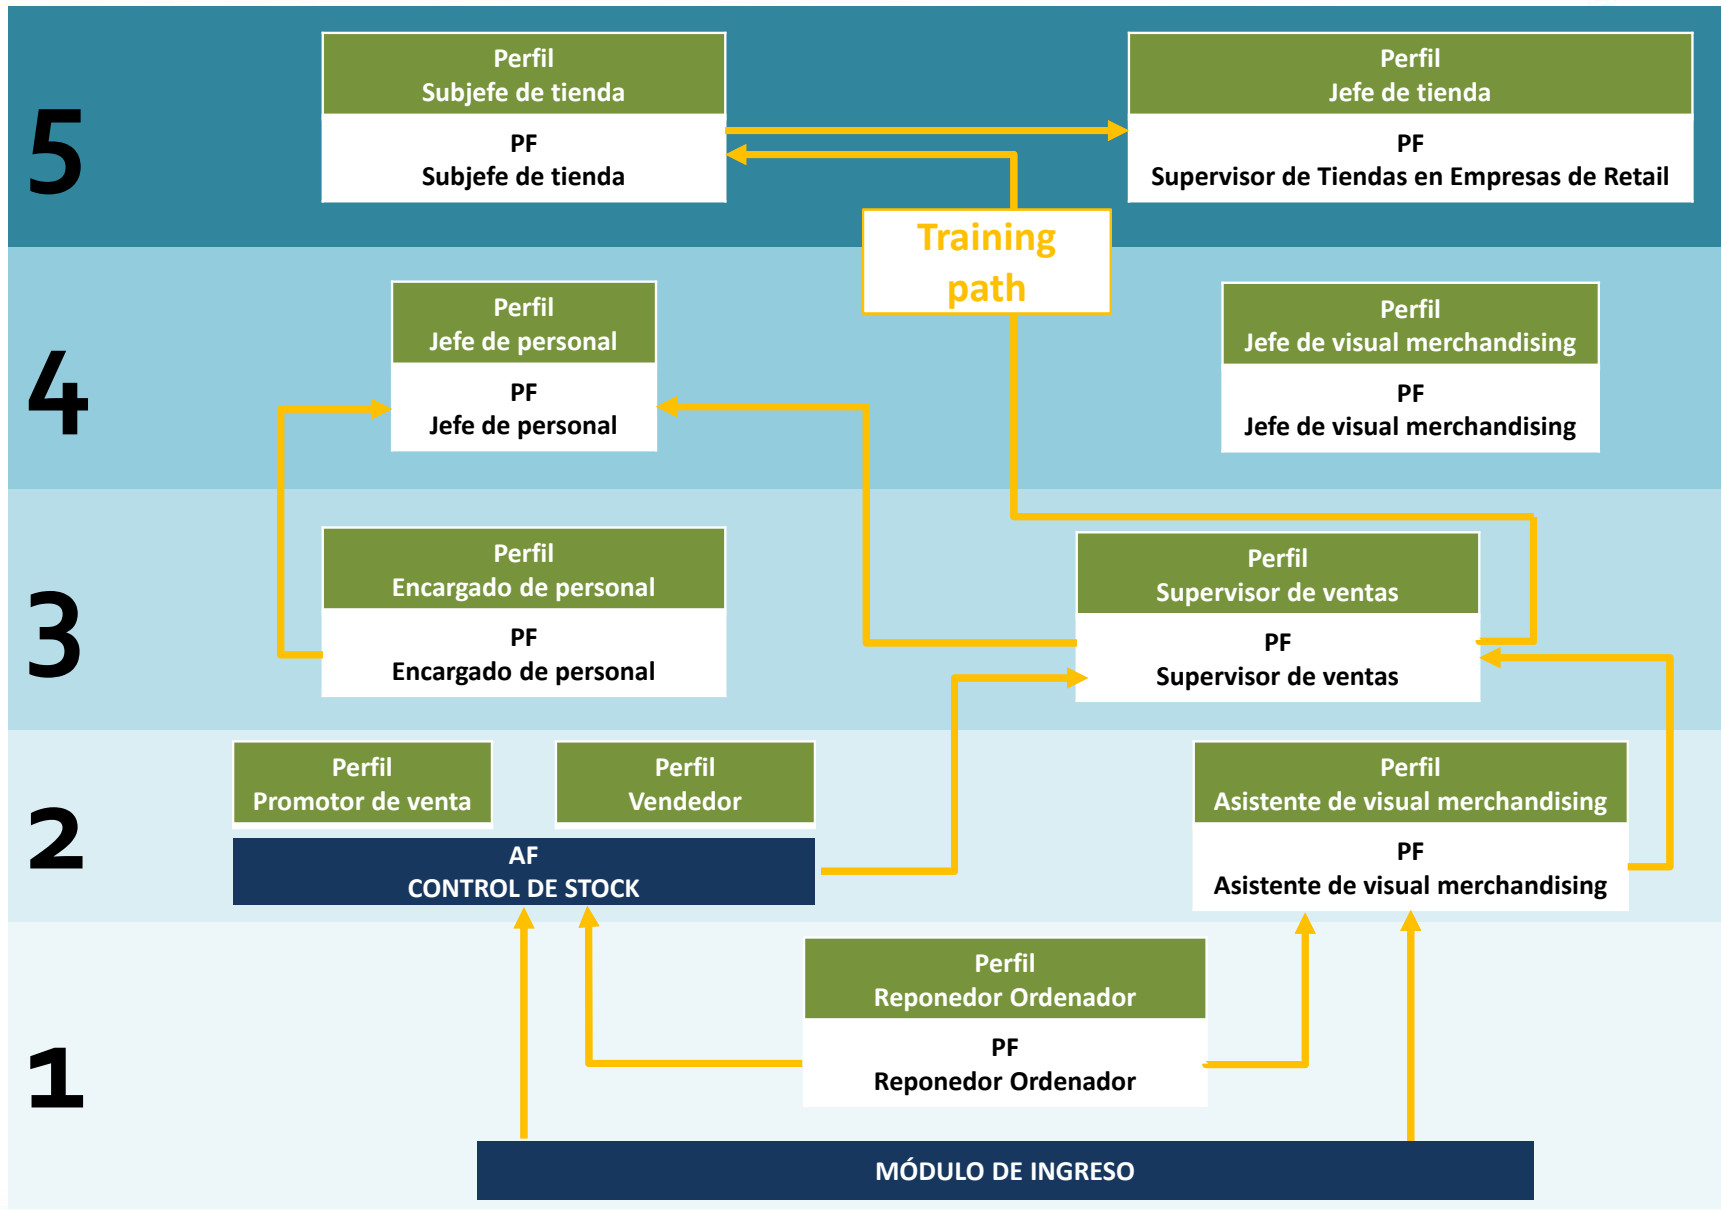 5
Perfil
Subjefe de tienda
PF
Subjefe de tienda
Perfil
Jefe de tienda
PF
Supervisor de Tiendas en Empresas de Retail
Training
path
4
Perfil
Jefe de personal
PF
Jefe de personal
Perfil
Jefe de visual merchandising
PF
Jefe de visual merchandising
3
Perfil
Encargado de personal
PF
Encargado de personal
Perfil
Supervisor de ventas
PF
Supervisor de ventas
2
Perfil
Promotor de venta
Perfil
Vendedor
AF
CONTROL DE STOCK
Perfil
Asistente de visual merchandising
PF
Asistente de visual merchandising
1
Perfil
Reponedor Ordenador
PF
Reponedor Ordenador
MÓDULO DE INGRESO